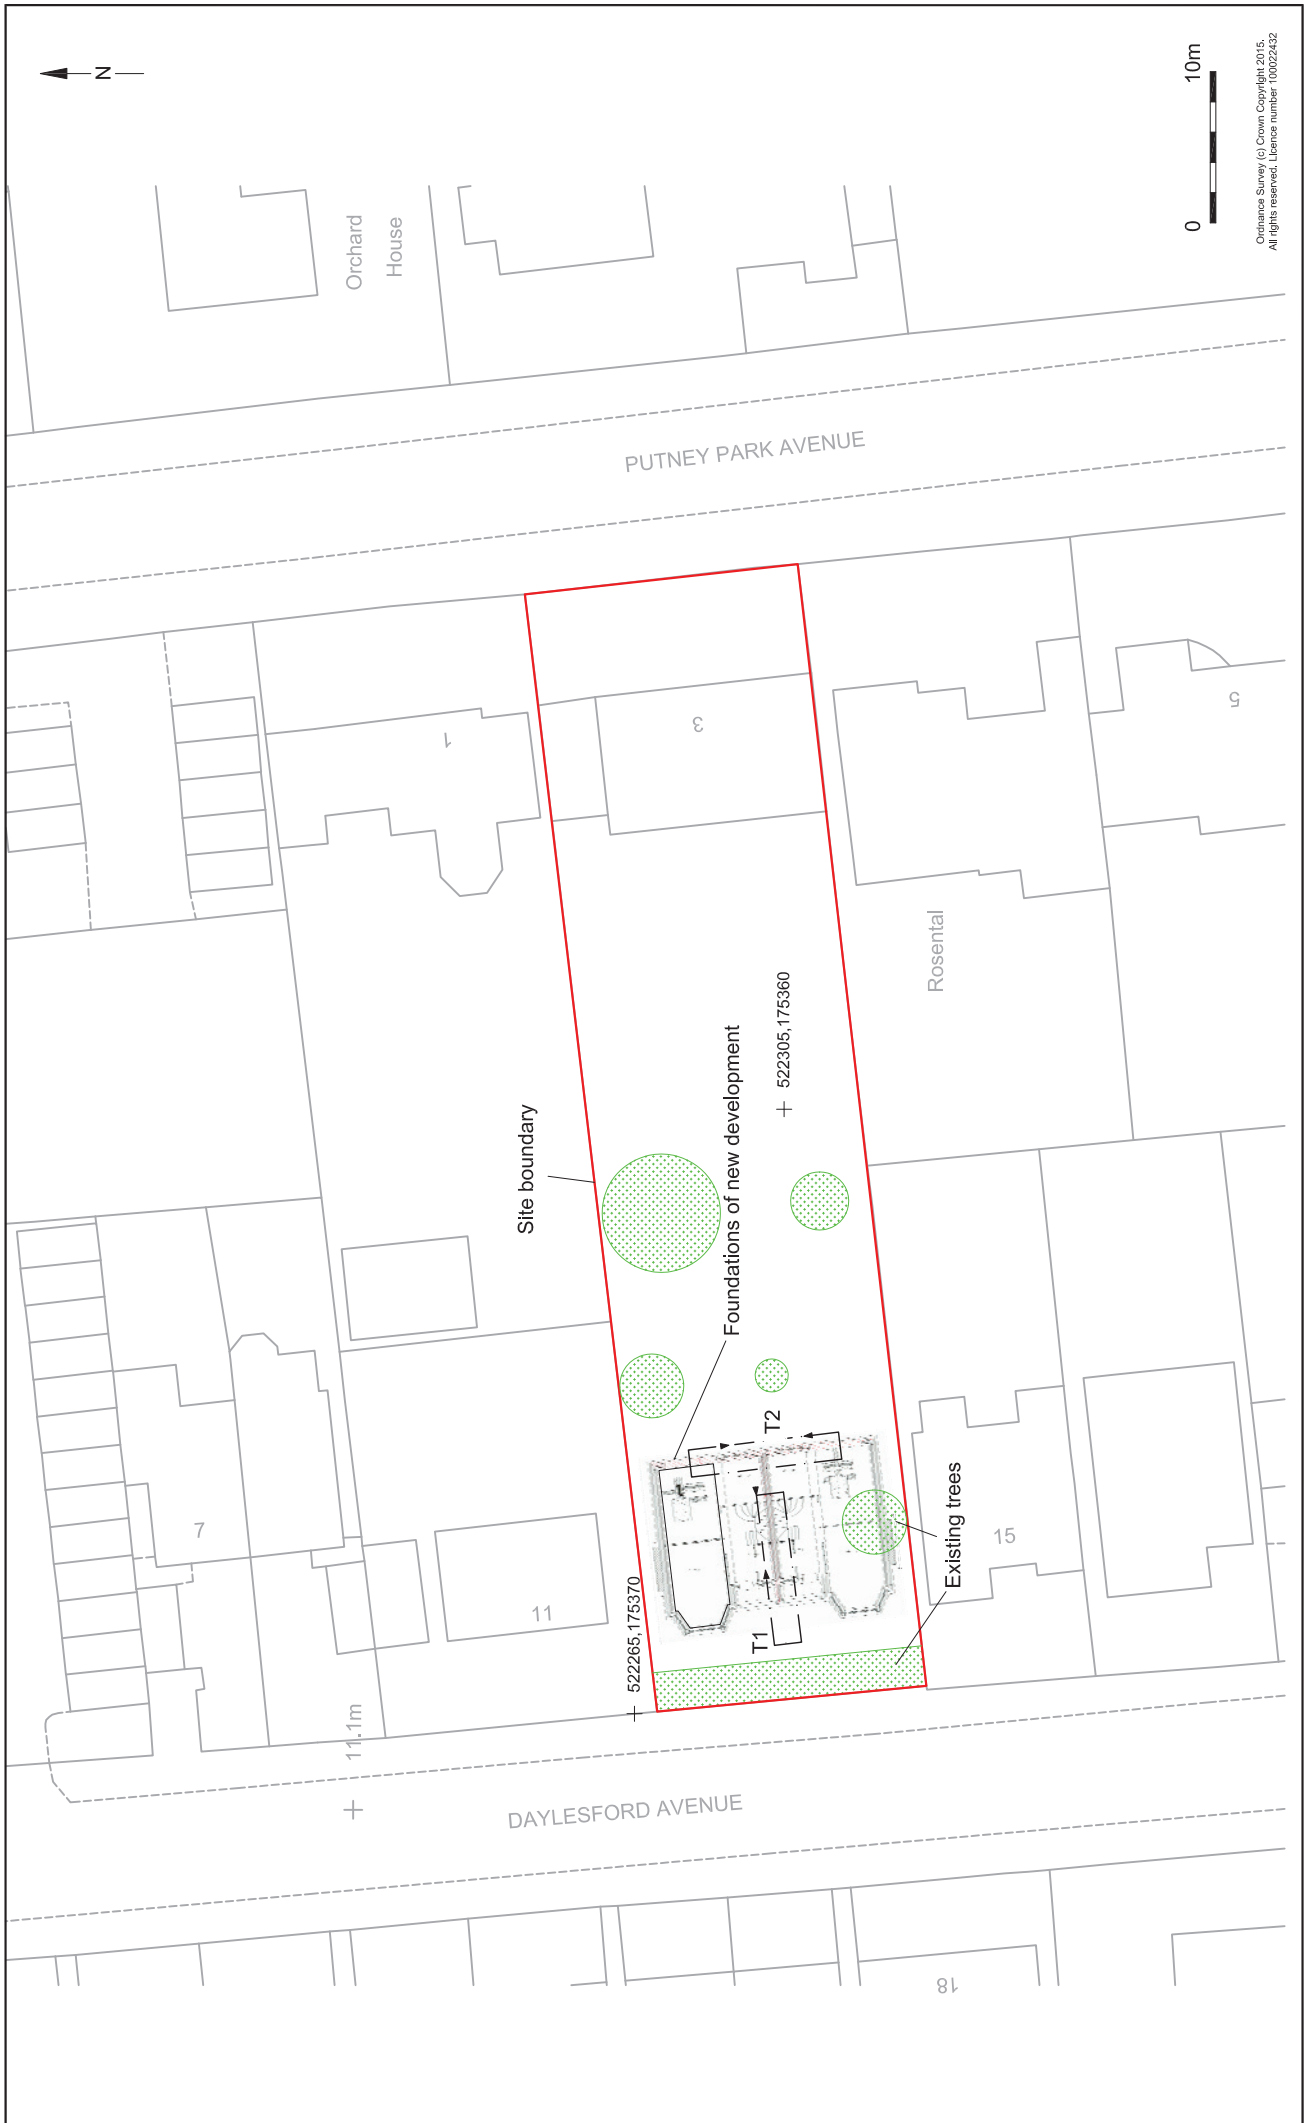 N
0
10m
Ordnance Survey (c) Crown Copyright 2015.
All rights reserved. Licence number 100022432
Orchard
House
PUTNEY PARK AVENUE
1
3
5
Rosental
Site boundary
522305,175360
Foundations of new development
7
11
15
T2
T1
Existing trees
522265,175370
11.1m
DAYLESFORD AVENUE
18